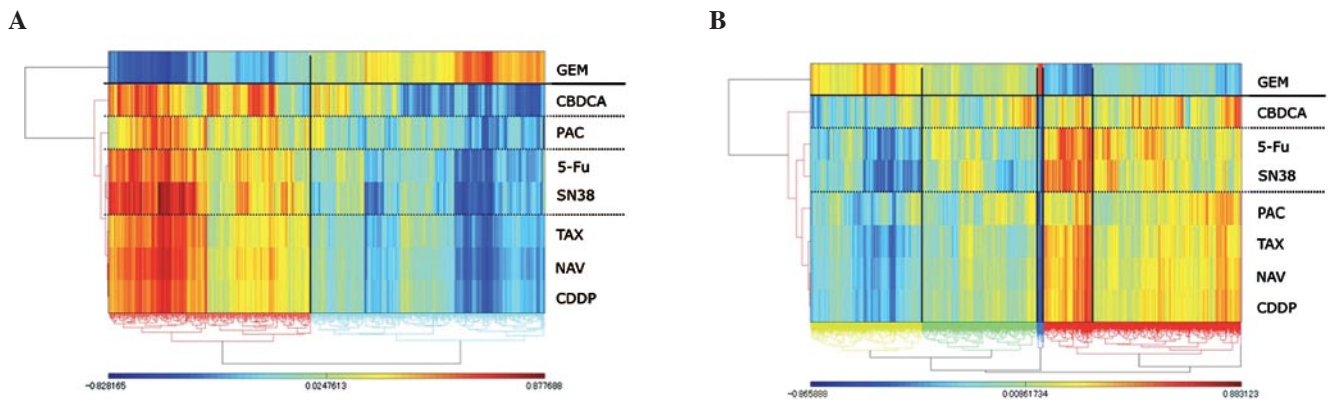 A
GEM
CBDCA
PAC
5-Fu
SN38
TAX
NAV
CDDP
−0.828165 0.0247613 0.877688
B
GEM
CBDCA
5-Fu
SN38
PAC
TAX
NAV
CDDP
−0.865888 0.00861734 0.883123